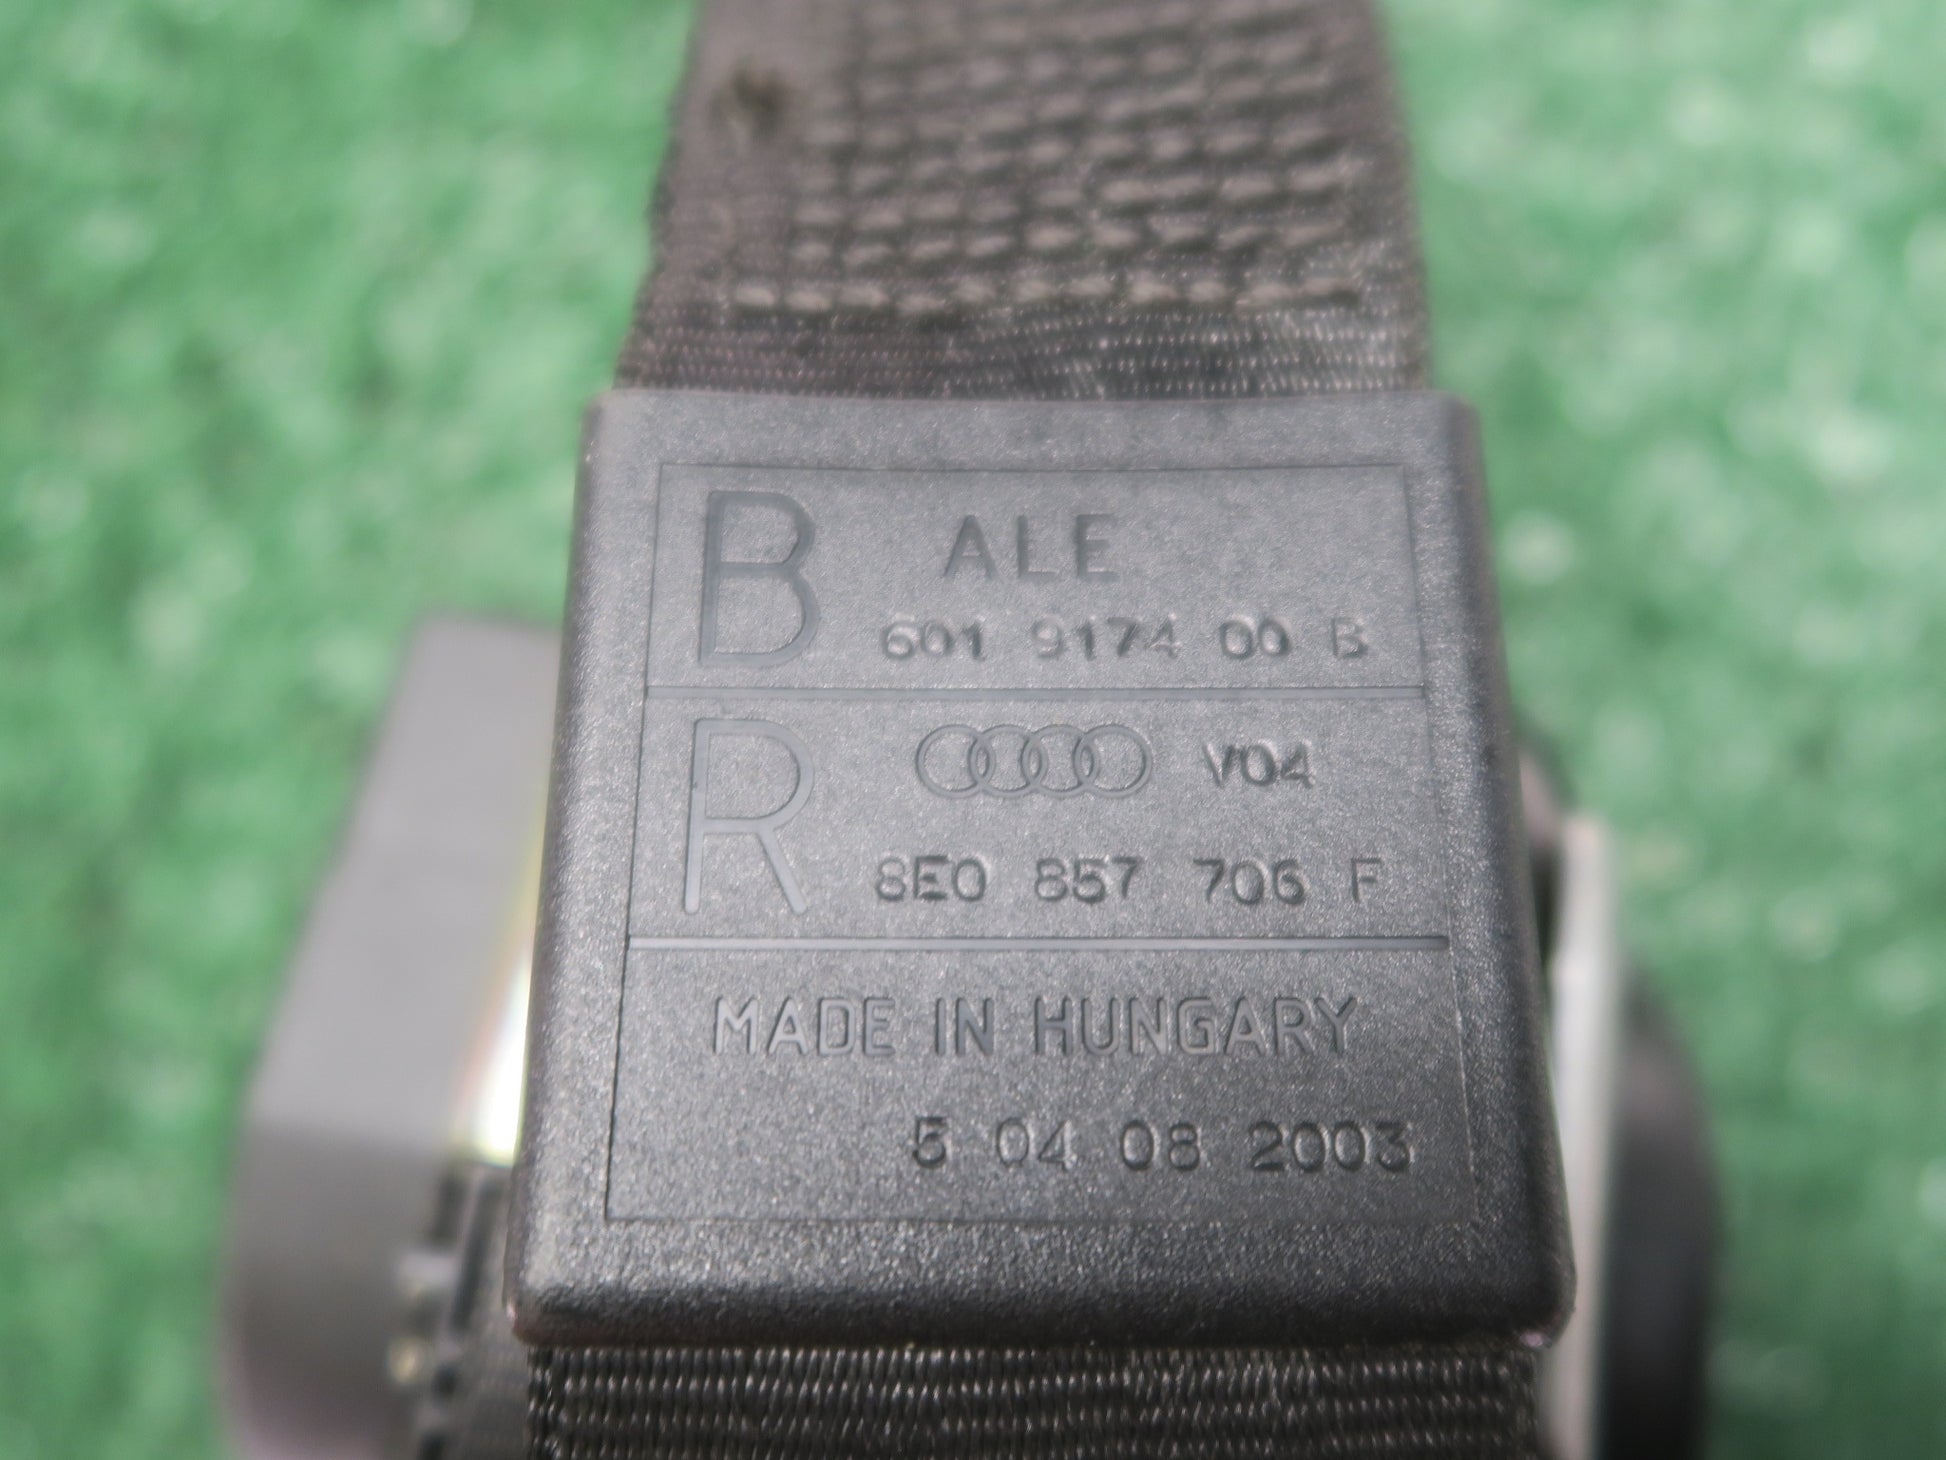 B ALE
601 9174 00 B
R V04
8E0 857 706 F
MADE IN HUNGARY
5 04 08 2003